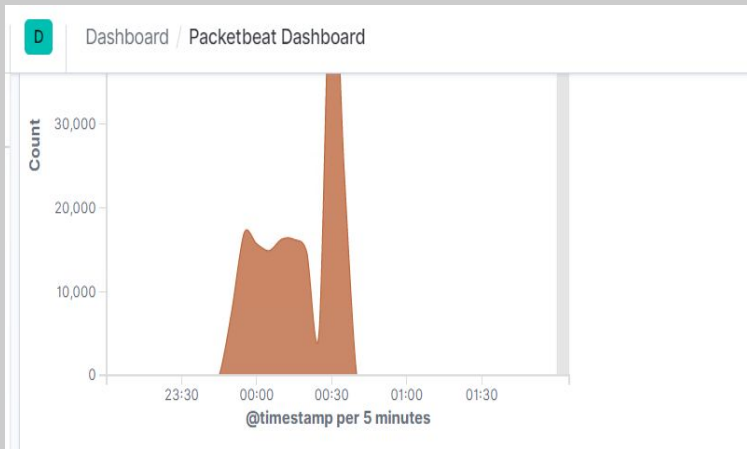 D
Dashboard / Packetbeat Dashboard
Count
30,000
20,000
10,000
0
23:30 00:00 00:30 01:00 01:30
@timestamp per 5 minutes